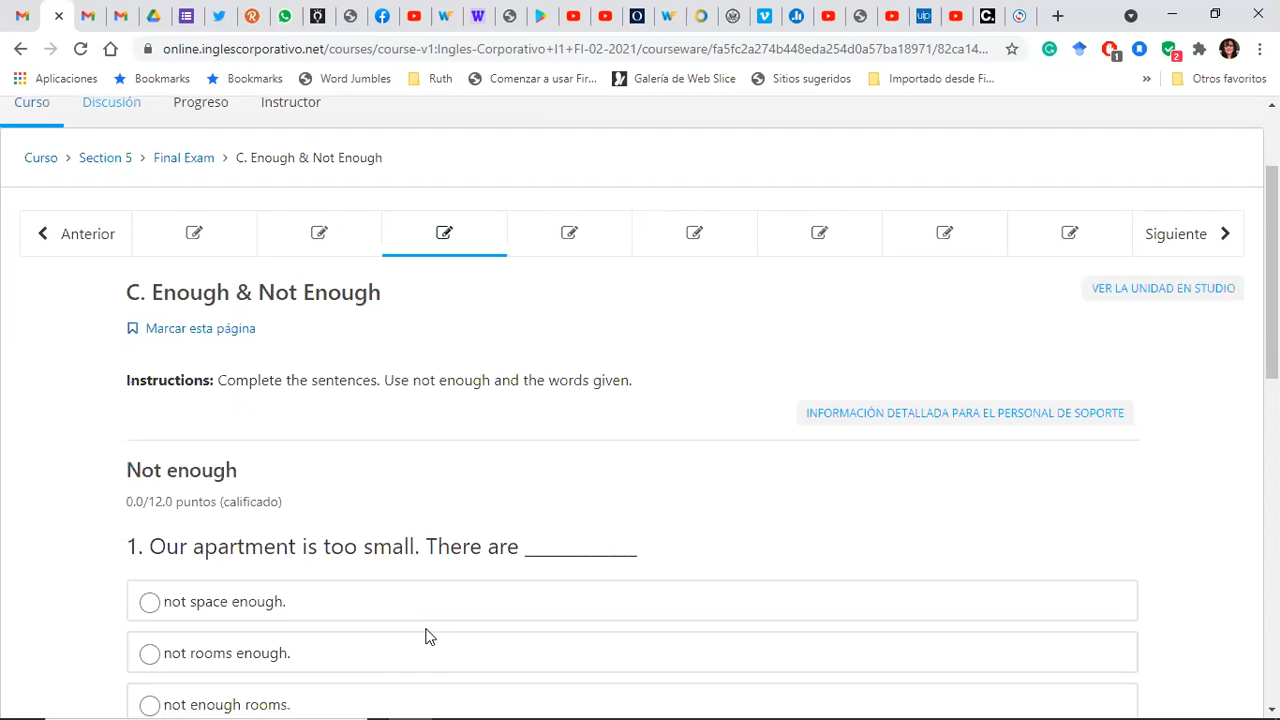 online.inglescorporativo.net/courses/course-v1:Ingles-Corporativo+I1+FI-02-2021/courseware/fa5fc2a274b448eda254d0a57ba18971/82ca14...
Aplicaciones Bookmarks Bookmarks Word Jumbles Ruth Comenzar a usar Fir... Galería de Web Slice Sitios sugeridos Importado desde Fi... » Otros favoritos
Curso Discusión Progreso Instructor
Curso > Section 5 > Final Exam > C. Enough & Not Enough
Anterior Siguiente
C. Enough & Not Enough
VER LA UNIDAD EN STUDIO
Marcar esta página
Instructions: Complete the sentences. Use not enough and the words given.
INFORMACIÓN DETALLADA PARA EL PERSONAL DE SOPORTE
Not enough
0.0/12.0 puntos (calificado)
1. Our apartment is too small. There are ___________
not space enough.
not rooms enough.
not enough rooms.